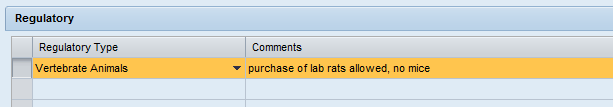 Regulatory
Regulatory Type Comments
Vertebrate Animals purchase of lab rats allowed, no mice